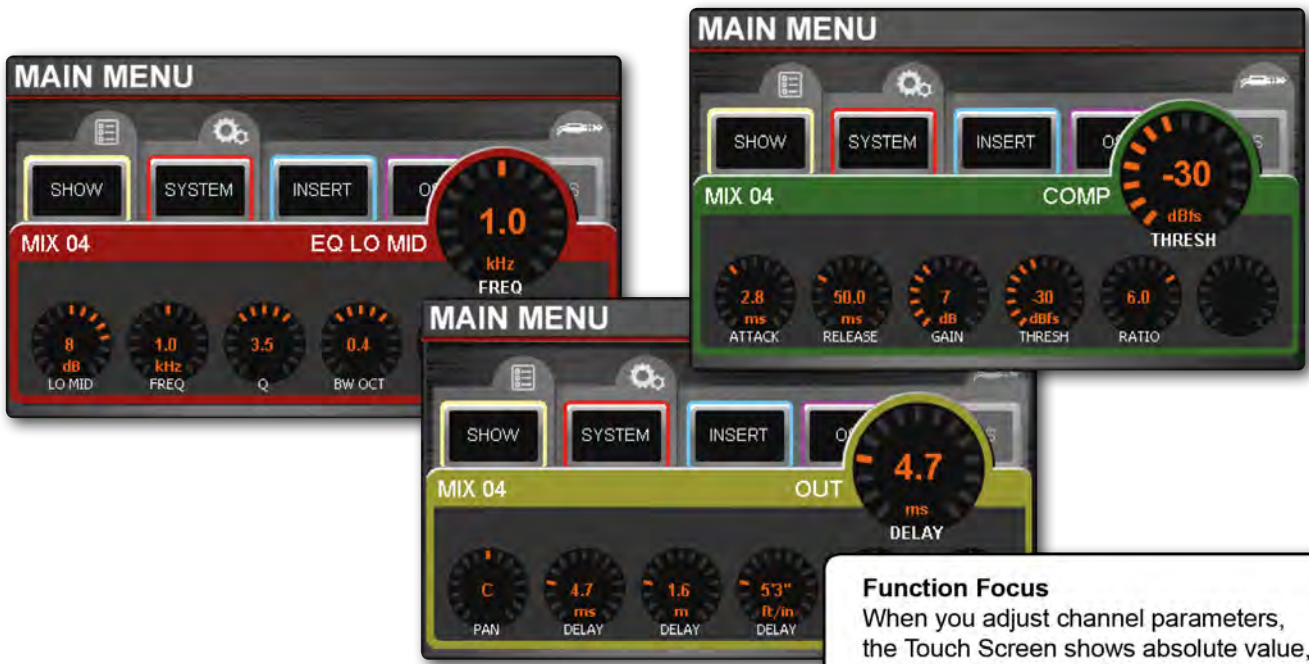 MAIN MENU
SHOW SYSTEM INSERT
MIX 04 EQ LO MID
1.0
kHz
FREQ
8
dB
LO MID
1.0
kHz
FREQ
3.5
Q
0.4
BW OCT
MAIN MENU
SHOW SYSTEM INSERT
MIX 04 COMP
-30
dBfs
THRESH
2.8
ms
ATTACK
50.0
ms
RELEASE
7
dB
GAIN
-30
dBfs
THRESH
6.0
RATIO
MAIN MENU
SHOW SYSTEM INSERT
MIX 04 OUT
4.7
ms
DELAY
C
PAN
4.7
ms
DELAY
1.6
m
DELAY
5'3"
ft/in
DELAY
Function Focus
When you adjust channel parameters,
the Touch Screen shows absolute value,